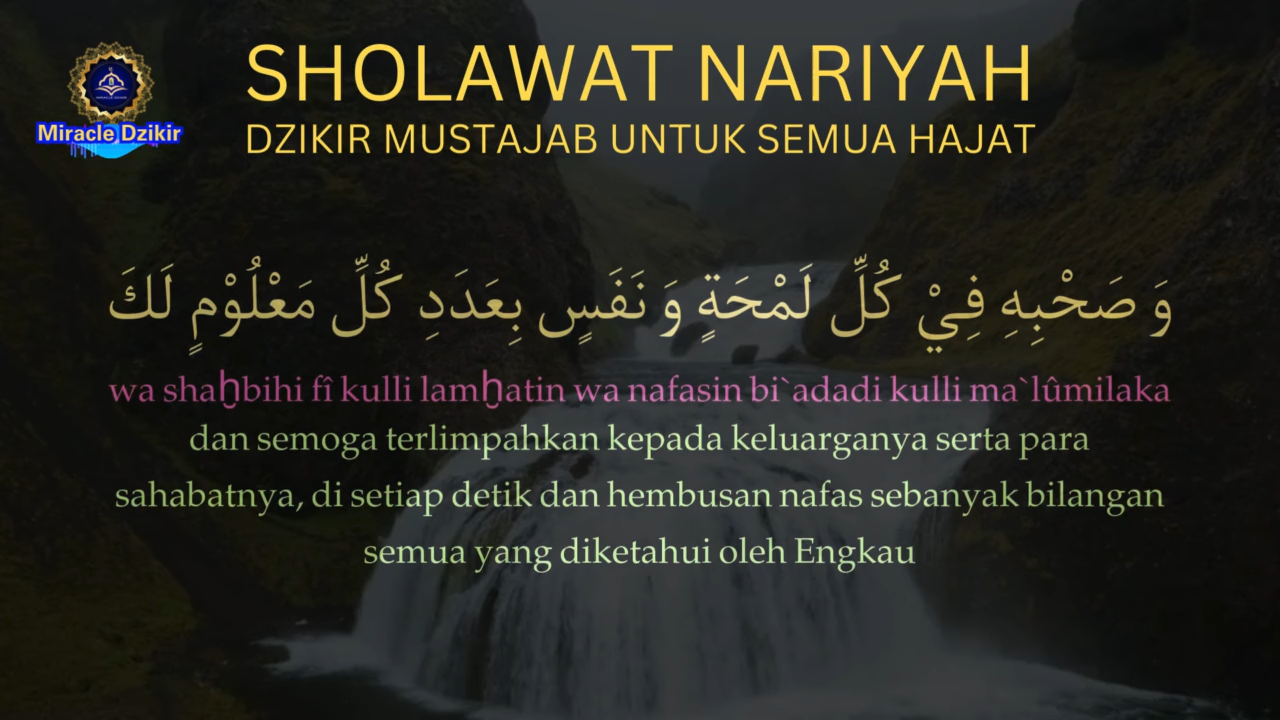 Miracle Dzikir
SHOLAWAT NARIYAH
DZIKIR MUSTAJAB UNTUK SEMUA HAJAT
وَ صَحْبِهِ فِيْ كُلِّ لَمْحَةٍ وَ نَفَسٍ بِعَدَدِ كُلِّ مَعْلُوْمٍ لَكَ
wa shaḫbihi fî kulli lamḫatin wa nafasin bi`adadi kulli ma`lûmilaka
dan semoga terlimpahkan kepada keluarganya serta para
sahabatnya, di setiap detik dan hembusan nafas sebanyak bilangan
semua yang diketahui oleh Engkau